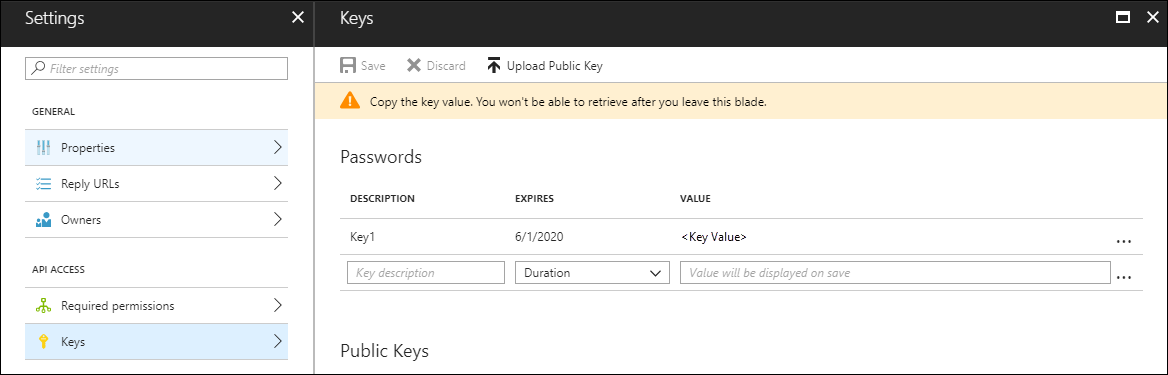 Settings
Filter settings
GENERAL
Properties
Reply URLs
Owners
API ACCESS
Required permissions
Keys
Keys
Save Discard Upload Public Key
Copy the key value. You won't be able to retrieve after you leave this blade.
Passwords
DESCRIPTION EXPIRES VALUE
Key1 6/1/2020 <Key Value> ...
Key description Duration Value will be displayed on save ...
Public Keys